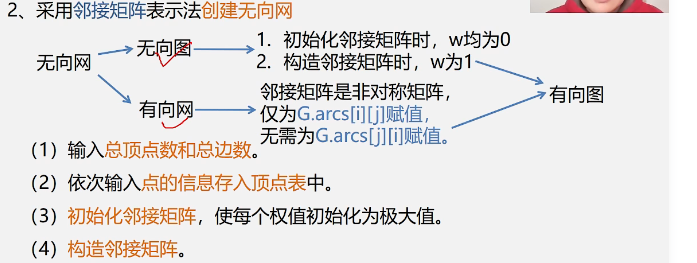 2、采用邻接矩阵表示法创建无向网
无向网
无向图
1. 初始化邻接矩阵时，w均为0
2. 构造邻接矩阵时，w为1
有向网
邻接矩阵是非对称矩阵，
仅为G.arcs[i][j]赋值，
无需为G.arcs[j][i]赋值。
有向图
（1）输入总顶点数和总边数。
（2）依次输入点的信息存入顶点表中。
（3）初始化邻接矩阵，使每个权值初始化为极大值。
（4）构造邻接矩阵。